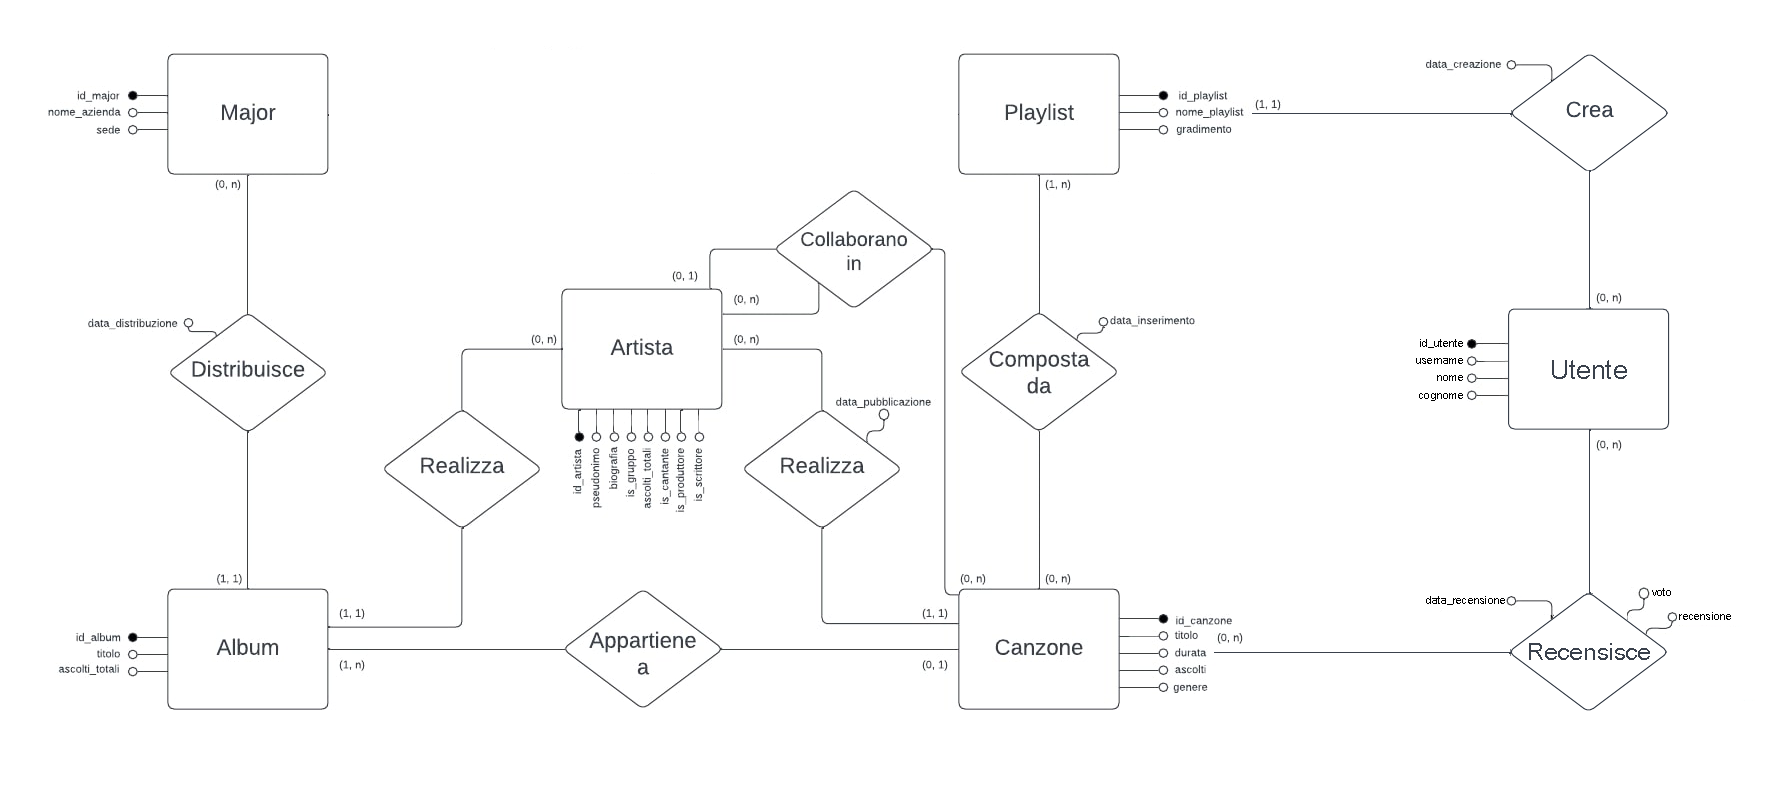 id_major
nome_azienda
sede
Major
(0, n)
Playlist
id_playlist
nome_playlist
gradimento
(1, 1)
(1, n)
data_creazione
Crea
Collaborano
in
(0, 1)
(0, n)
data_distribuzione
Distribuisce
(0, n)
Artista
(0, n)
data_inserimento
Composta
da
(0, n)
id_utente
username
nome
cognome
Utente
(0, n)
data_pubblicazione
id_artista
pseudonimo
biografia
is_gruppo
ascolti_totali
is_cantante
is_produttore
is_scrittore
Realizza
Realizza
(1, 1)
(0, n)
(0, n)
id_album
titolo
ascolti_totali
Album
(1, 1)
(1, n)
Appartiene
a
(1, 1)
(0, 1)
Canzone
id_canzone
titolo
durata
ascolti
genere
(0, n)
data_recensione
voto
recensione
Recensisce